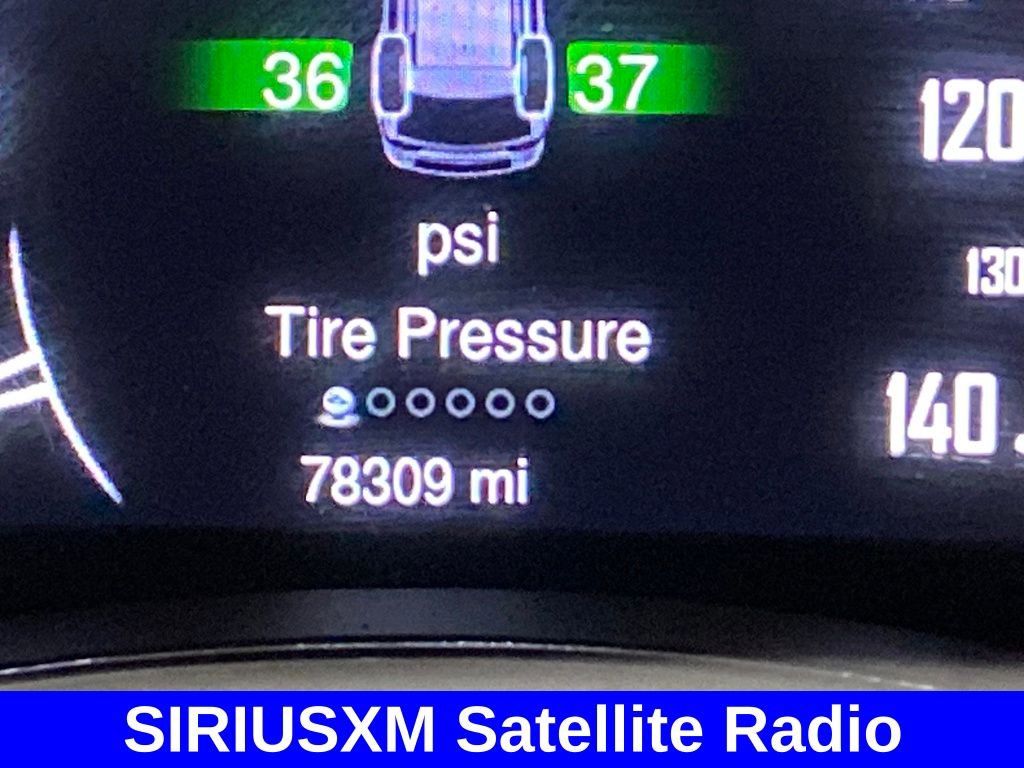 36 37
120
psi
130
Tire Pressure
140
78309 mi
SIRIUSXM Satellite Radio